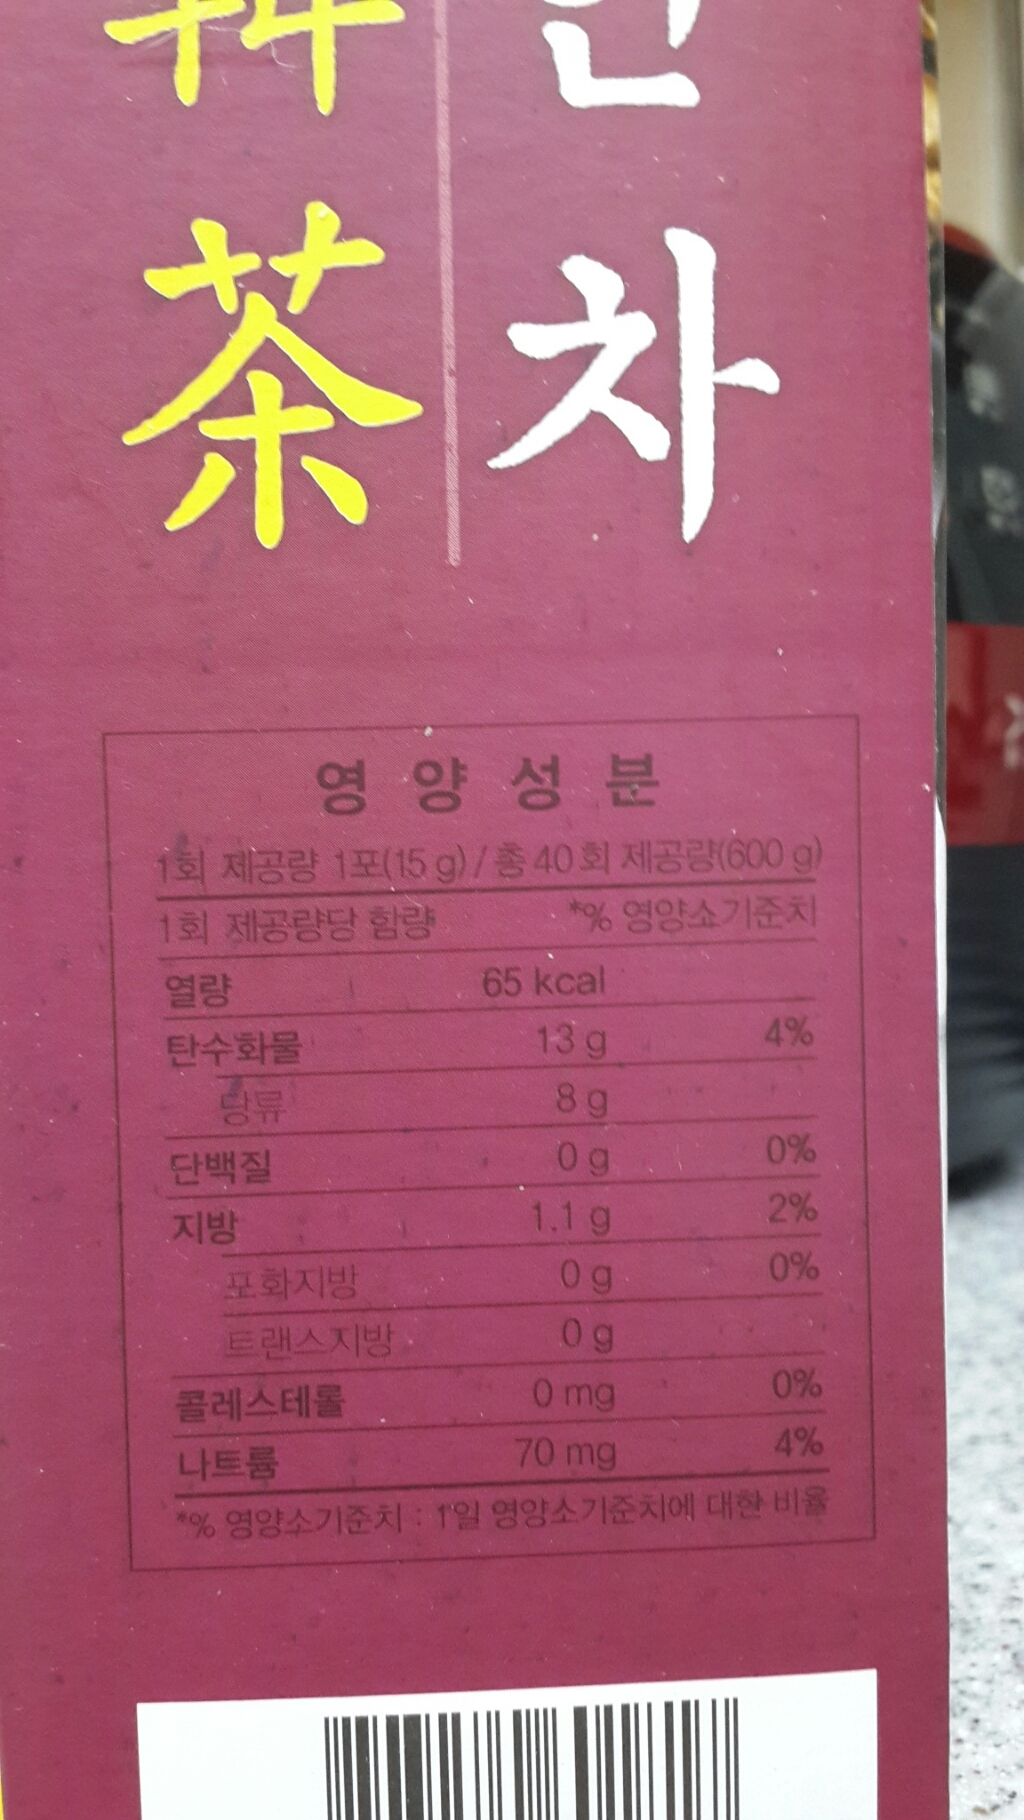 茶
차
영양성분
1회 제공량 1포(15 g) / 총 40회 제공량(600 g)
1회 제공량당 함량 *% 영양소기준치
열량 65 kcal
탄수화물 13 g 4%
당류 8 g
단백질 0 g 0%
지방 1.1 g 2%
포화지방 0 g 0%
트랜스지방 0 g
콜레스테롤 0 mg 0%
나트륨 70 mg 4%
*% 영양소기준치 : 1일 영양소기준치에 대한 비율